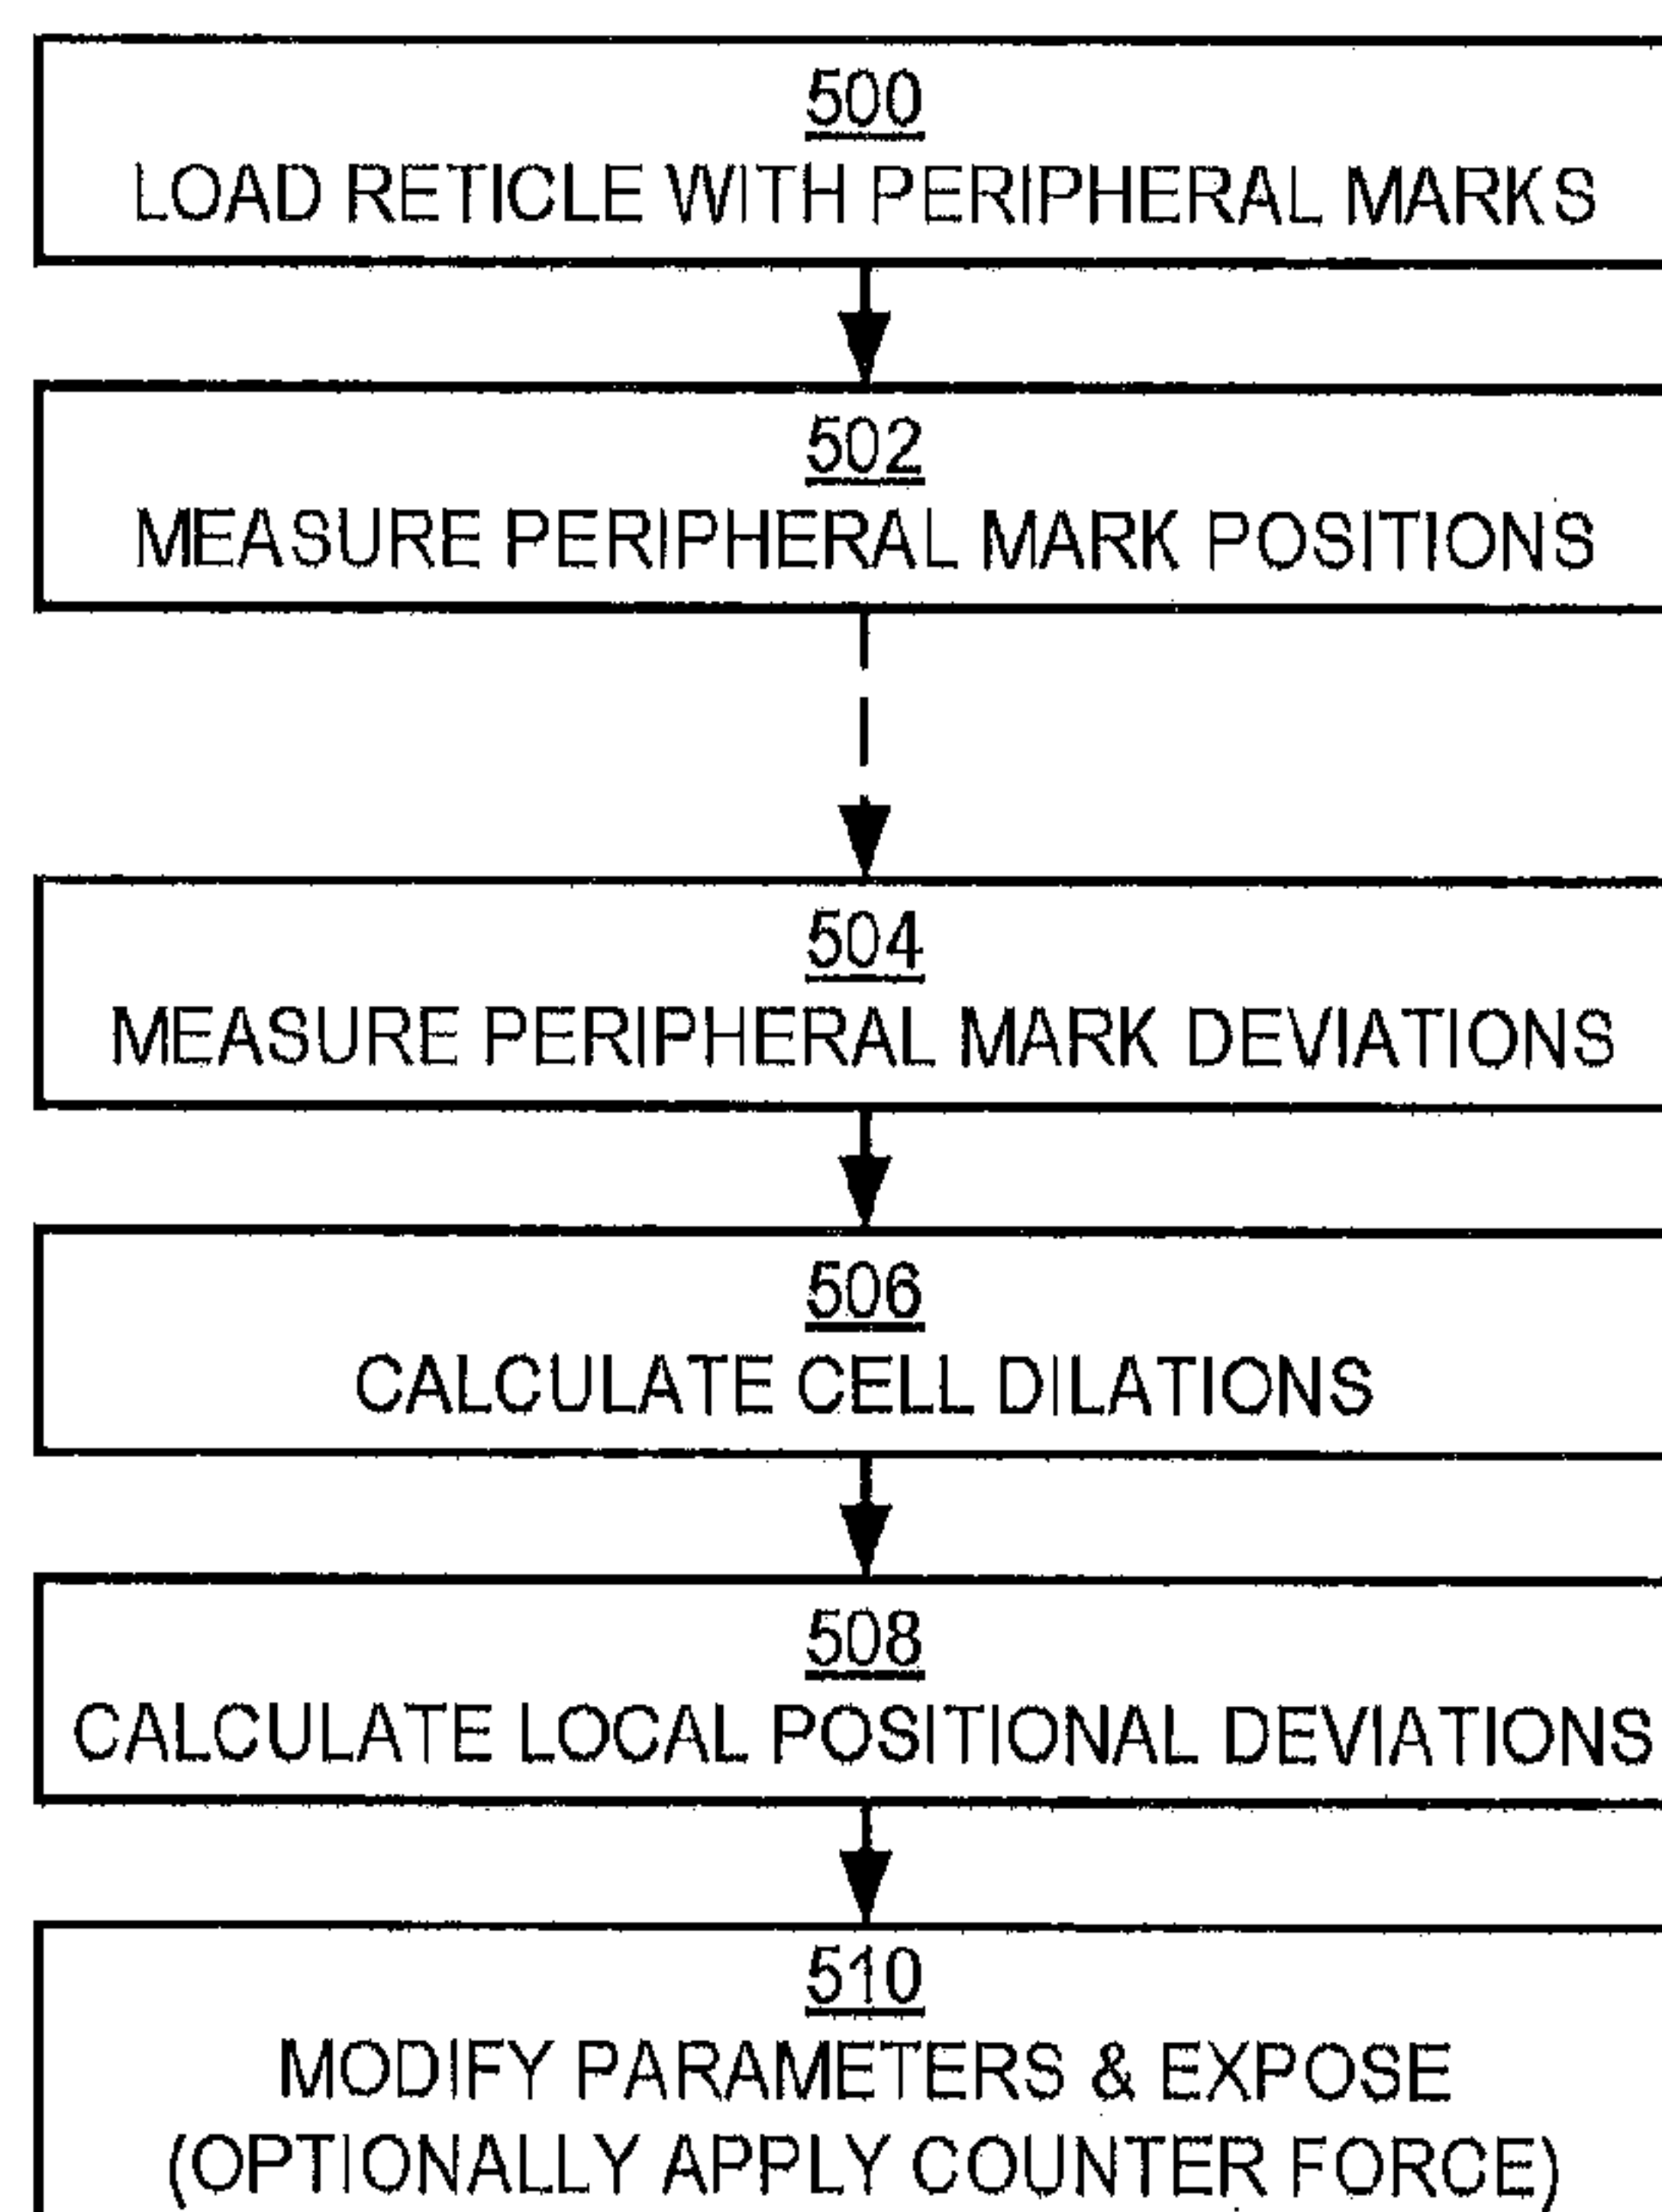 500
LOAD RETICLE WITH PERIPHERAL MARKS
502
MEASURE PERIPHERAL MARK POSITIONS
504
MEASURE PERIPHERAL MARK DEVIATIONS
506
CALCULATE CELL DILATIONS
508
CALCULATE LOCAL POSITIONAL DEVIATIONS
510
MODIFY PARAMETERS & EXPOSE
(OPTIONALLY APPLY COUNTER FORCE)